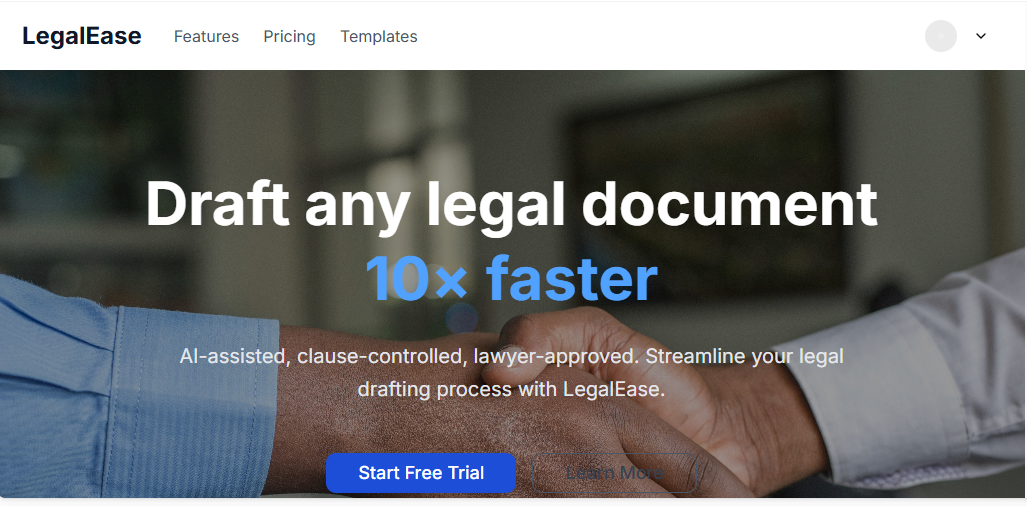 LegalEase
Features
Pricing
Templates
Draft any legal document
10× faster
AI-assisted, clause-controlled, lawyer-approved. Streamline your legal
drafting process with LegalEase.
Start Free Trial
Learn More